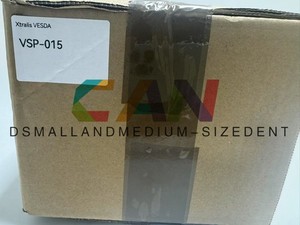 Xtralis VESDA
VSP-015
CAN
DSMALLANDMEDIUM-SIZEDENT